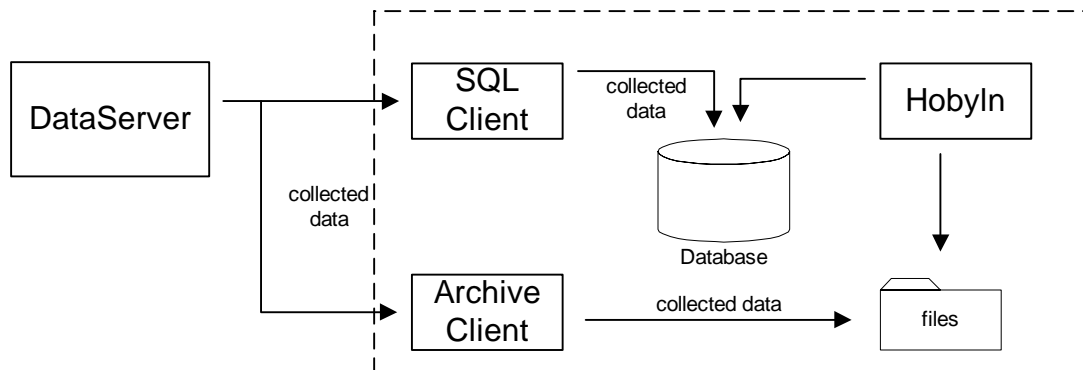 DataServer
collected
data
SQL
Client
collected
data
HobyIn
Database
Archive
Client
collected data
files